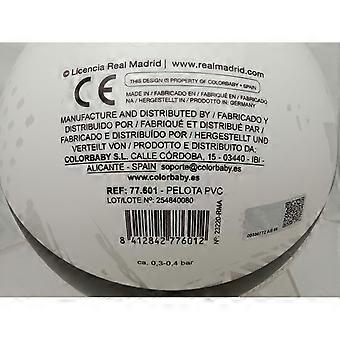 © Licencia Real Madrid | www.realmadrid.com
CE
THIS DESIGN IS PROPERTY OF COLORBABY • SPAIN
MADE IN / FABRICADO EN / FABRIQUÉ EN / FABRICADO
NA / HERGESTELLT IN / PRODOTTO IN: GERMANY
MANUFACTURE AND DISTRIBUTED BY / FABRICADO Y
DISTRIBUIDO POR / FABRIQUÉ ET DISTRIBUÉ PAR /
FABRICADO E DISTRIBUÍDO POR / HERGESTELLT UND
VERTEILT VON / PRODOTTO E DISTRIBUITO DA:
COLORBABY S.L. CALLE CÓRDOBA, 15 - 03440 - IBI -
ALICANTE - SPAIN soporte@colorbaby.es
www.colorbaby.es
REF: 77.601 - PELOTA PVC
LOT/LOTE Nº: 254840080
8 412842 776012
Nº: 22220-RMA
ca. 0,3-0,4 bar